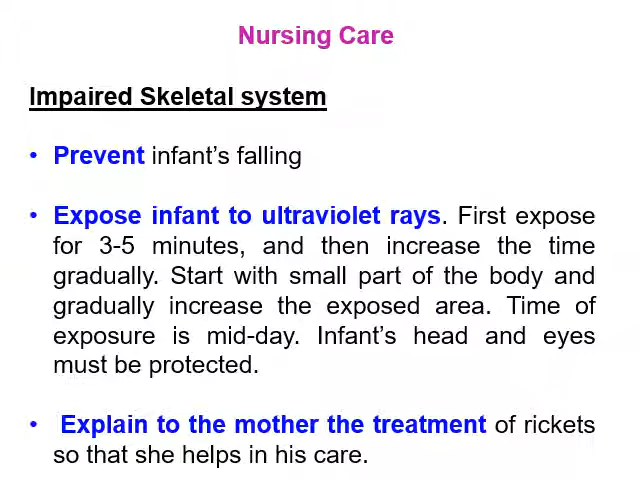 Nursing Care
Impaired Skeletal system
• Prevent infant's falling
• Expose infant to ultraviolet rays. First expose
for 3-5 minutes, and then increase the time
gradually. Start with small part of the body and
gradually increase the exposed area. Time of
exposure is mid-day. Infant's head and eyes
must be protected.
• Explain to the mother the treatment of rickets
so that she helps in his care.